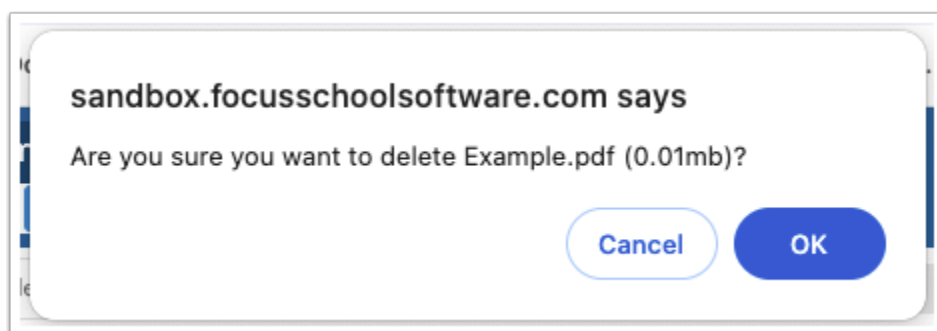 sandbox.focusschoolsoftware.com says
Are you sure you want to delete Example.pdf (0.01mb)?
Cancel
OK